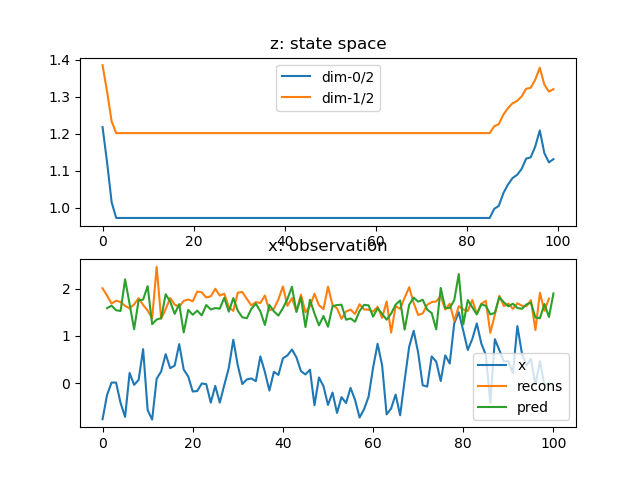 z: state space
1.4
1.3
1.2
1.1
1.0
dim-0/2
dim-1/2
0 20 40 60 80 100
x: observation
2
1
0
x
recons
pred
0 20 40 60 80 100